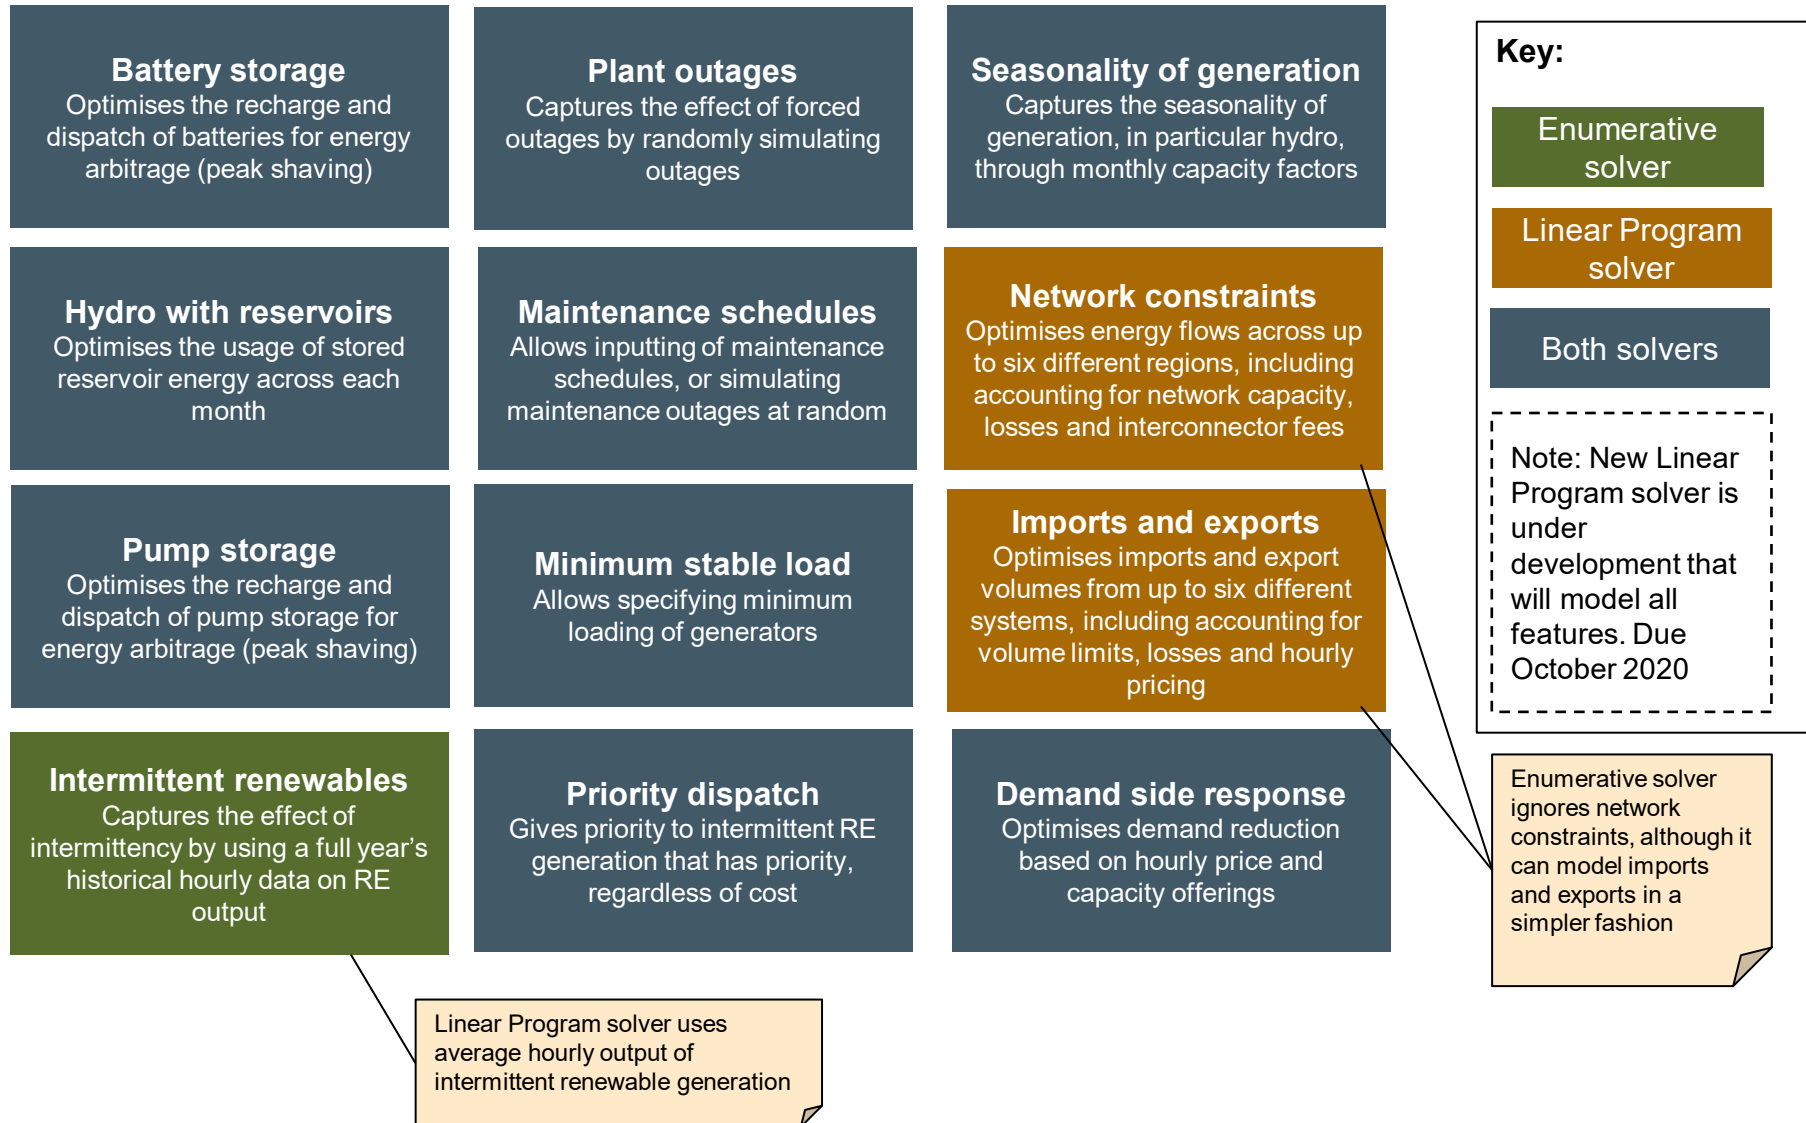 Battery storage
Optimises the recharge and
dispatch of batteries for energy
arbitrage (peak shaving)
Plant outages
Captures the effect of forced
outages by randomly simulating
outages
Seasonality of generation
Captures the seasonality of
generation, in particular hydro,
through monthly capacity factors
Hydro with reservoirs
Optimises the usage of stored
reservoir energy across each
month
Maintenance schedules
Allows inputting of maintenance
schedules, or simulating
maintenance outages at random
Network constraints
Optimises energy flows across up
to six different regions, including
accounting for network capacity,
losses and interconnector fees
Pump storage
Optimises the recharge and
dispatch of pump storage for
energy arbitrage (peak shaving)
Minimum stable load
Allows specifying minimum
loading of generators
Imports and exports
Optimises imports and export
volumes from up to six different
systems, including accounting for
volume limits, losses and hourly
pricing
Intermittent renewables
Captures the effect of
intermittency by using a full year's
historical hourly data on RE
output
Priority dispatch
Gives priority to intermittent RE
generation that has priority,
regardless of cost
Demand side response
Optimises demand reduction
based on hourly price and
capacity offerings
Key:
Enumerative
solver
Linear Program
solver
Both solvers
Note: New Linear
Program solver is
under
development that
will model all
features. Due
October 2020
Enumerative solver
ignores network
constraints, although it
can model imports
and exports in a
simpler fashion
Linear Program solver uses
average hourly output of
intermittent renewable generation